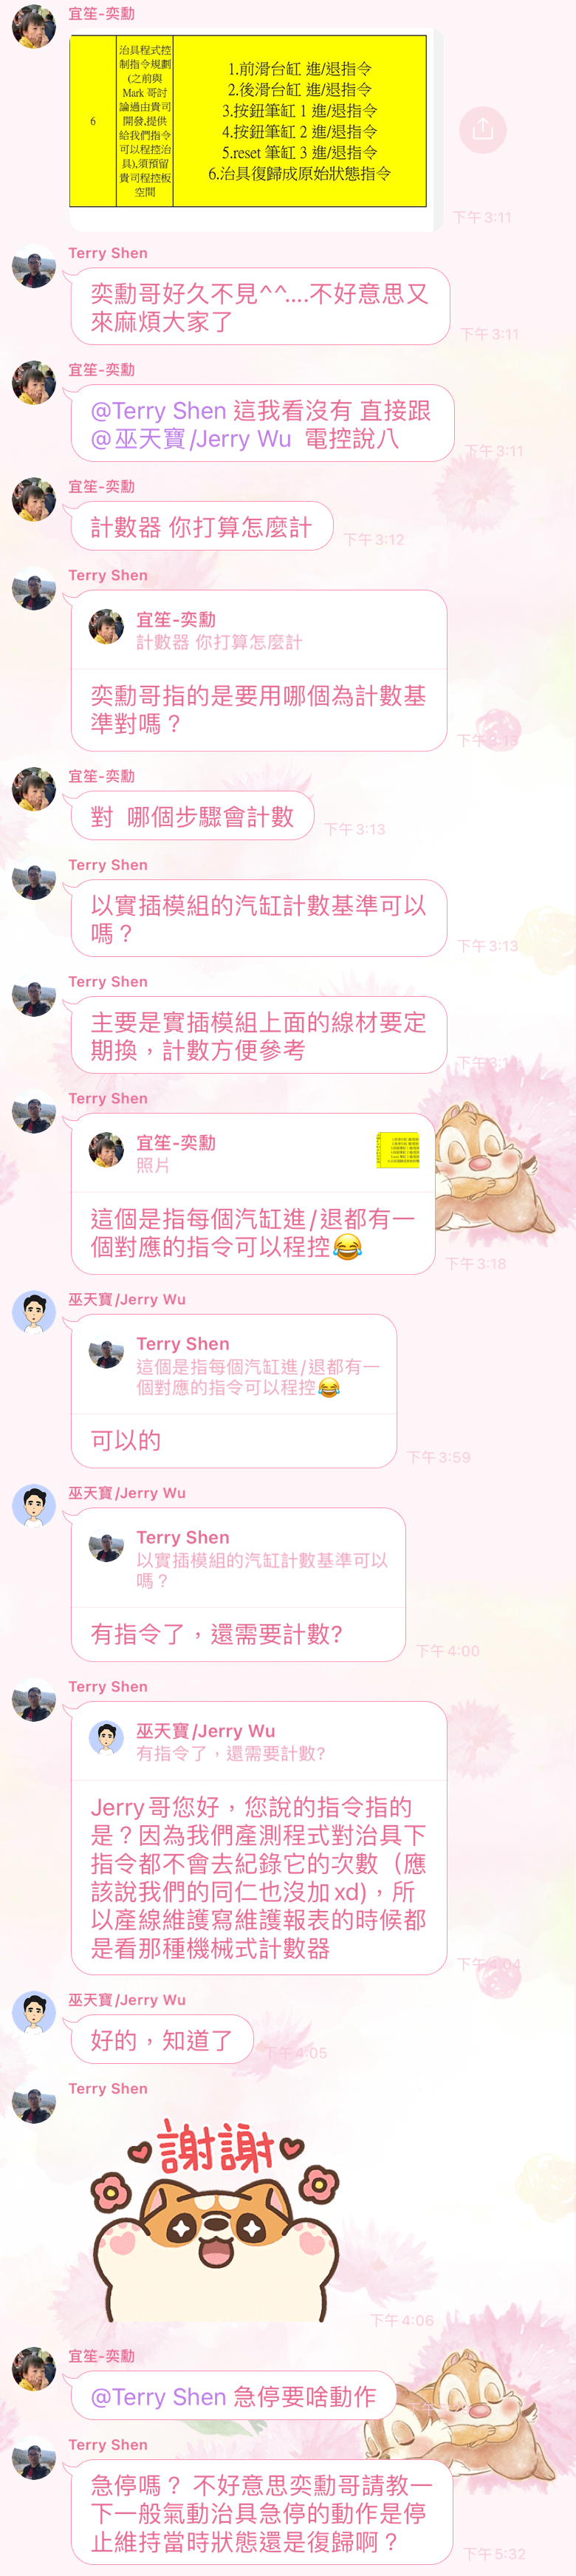 宜笙-奕勳
6
治具程式控
制指令規劃
(之前與
Mark 哥討
論過由貴司
開發,提供
給我們指令
可以程控治
具),須預留
貴司程控板
空間
1.前滑台缸 進/退指令
2.後滑台缸 進/退指令
3.按鈕筆缸 1 進/退指令
4.按鈕筆缸 2 進/退指令
5.reset 筆缸 3 進/退指令
6.治具復歸成原始狀態指令
下午 3:11
Terry Shen
奕勳哥好久不見^^....不好意思又
來麻煩大家了
下午 3:11
宜笙-奕勳
@Terry Shen 這我看沒有 直接跟
@巫天寶/Jerry Wu 電控說八
下午 3:11
宜笙-奕勳
計數器 你打算怎麼計
下午 3:12
Terry Shen
宜笙-奕勳
計數器 你打算怎麼計
奕勳哥指的是要用哪個為計數基
準對嗎？
下午 3:13
宜笙-奕勳
對 哪個步驟會計數
下午 3:13
Terry Shen
以實插模組的汽缸計數基準可以
嗎？
下午 3:13
Terry Shen
主要是實插模組上面的線材要定
期換，計數方便參考
Terry Shen
宜笙-奕勳
照片
這個是指每個汽缸進/退都有一
個對應的指令可以程控😂
下午 3:18
巫天寶/Jerry Wu
Terry Shen
這個是指每個汽缸進/退都有一
個對應的指令可以程控😂
可以的
下午 3:59
巫天寶/Jerry Wu
Terry Shen
以實插模組的汽缸計數基準可以
嗎？
有指令了，還需要計數?
下午 4:00
Terry Shen
巫天寶/Jerry Wu
有指令了，還需要計數?
Jerry哥您好，您說的指令指的
是？因為我們產測程式對治具下
指令都不會去紀錄它的次數（應
該說我們的同仁也沒加xd)，所
以產線維護寫維護報表的時候都
是看那種機械式計數器
下午 4:04
巫天寶/Jerry Wu
好的，知道了
下午 4:05
Terry Shen
謝謝
下午 4:06
宜笙-奕勳
@Terry Shen 急停要啥動作
Terry Shen
急停嗎？ 不好意思奕勳哥請教一
下一般氣動治具急停的動作是停
止維持當時狀態還是復歸啊？
下午 5:32